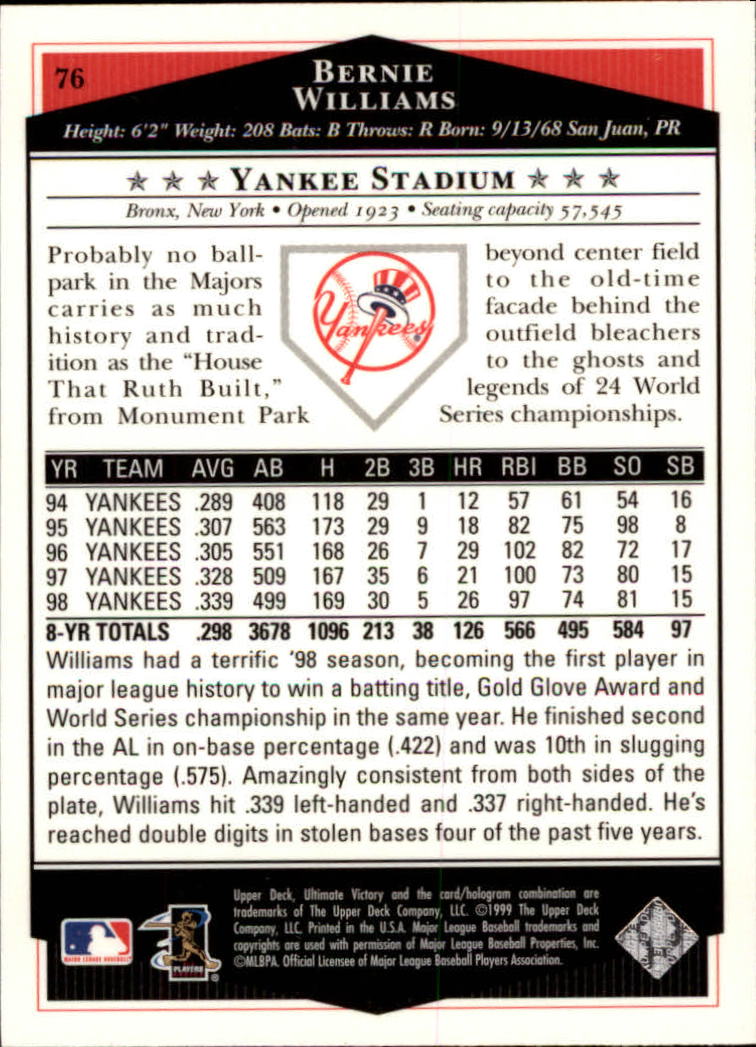 76
BERNIE
WILLIAMS
Height: 6'2" Weight: 208 Bats: B Throws: R Born: 9/13/68 San Juan, PR
★ ★ ★ YANKEE STADIUM ★ ★ ★
Bronx, New York • Opened 1923 • Seating capacity 57,545
Probably no ball-
park in the Majors
carries as much
history and trad-
ition as the “House
That Ruth Built,”
from Monument Park
Yankees
beyond center field
to the old-time
facade behind the
outfield bleachers
to the ghosts and
legends of 24 World
Series championships.
YR TEAM AVG AB H 2B 3B HR RBI BB SO SB
94 YANKEES .289 408 118 29 1 12 57 61 54 16
95 YANKEES .307 563 173 29 9 18 82 75 98 8
96 YANKEES .305 551 168 26 7 29 102 82 72 17
97 YANKEES .328 509 167 35 6 21 100 73 80 15
98 YANKEES .339 499 169 30 5 26 97 74 81 15
8-YR TOTALS .298 3678 1096 213 38 126 566 495 584 97
Williams had a terrific '98 season, becoming the first player in
major league history to win a batting title, Gold Glove Award and
World Series championship in the same year. He finished second
in the AL in on-base percentage (.422) and was 10th in slugging
percentage (.575). Amazingly consistent from both sides of the
plate, Williams hit .339 left-handed and .337 right-handed. He's
reached double digits in stolen bases four of the past five years.
Upper Deck, Ultimate Victory and the card/hologram combination are
trademarks of The Upper Deck Company, LLC. ©1999 The Upper Deck
Company, LLC. Printed in the U.S.A. Major League Baseball trademarks and
copyrights are used with permission of Major League Baseball Properties, Inc.
©MLBPA. Official Licensee of Major League Baseball Players Association.
MAJOR LEAGUE BASEBALL
PLAYERS